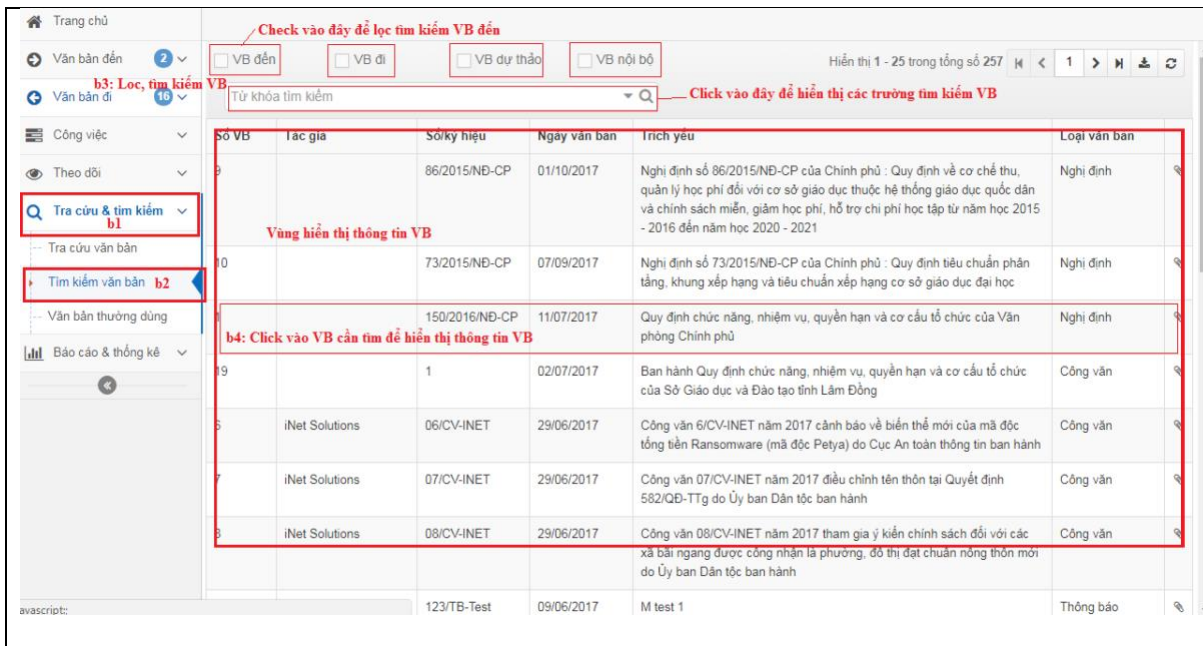 Trang chủ
Check vào đây để lọc tìm kiếm VB đến
Văn bản đến 2
VB đến VB đi VB dự thảo VB nội bộ Hiển thị 1 - 25 trong tổng số 257 1
b3: Loc, tìm kiếm VB
Văn bản đi 16
Từ khóa tìm kiếm Click vào đây để hiển thị các trường tìm kiếm VB
Công việc
Số VB Tác giả Số/ký hiệu Ngày văn bản Trích yếu Loại văn bản
Theo dõi
9 86/2015/NĐ-CP 01/10/2017 Nghị định số 86/2015/NĐ-CP của Chính phủ : Quy định về cơ chế thu, Nghị định
quản lý học phí đối với cơ sở giáo dục thuộc hệ thống giáo dục quốc dân
và chính sách miễn, giảm học phí, hỗ trợ chi phí học tập từ năm học 2015
- 2016 đến năm học 2020 - 2021
Tra cứu & tìm kiếm
b1
Vùng hiển thị thông tin VB
Tra cứu văn bản
10 73/2015/NĐ-CP 07/09/2017 Nghị định số 73/2015/NĐ-CP của Chính phủ : Quy định tiêu chuẩn phân Nghị định
tầng, khung xếp hạng và tiêu chuẩn xếp hạng cơ sở giáo dục đại học
Tìm kiếm văn bản b2
Văn bản thường dùng
150/2016/NĐ-CP 11/07/2017 Quy định chức năng, nhiệm vụ, quyền hạn và cơ cấu tổ chức của Văn Nghị định
phòng Chính phủ
b4: Click vào VB cần tìm để hiển thị thông tin VB
Báo cáo & thống kê
19 1 02/07/2017 Ban hành Quy định chức năng, nhiệm vụ, quyền hạn và cơ cấu tổ chức Công văn
của Sở Giáo dục và Đào tạo tỉnh Lâm Đồng
6 iNet Solutions 06/CV-INET 29/06/2017 Công văn 6/CV-INET năm 2017 cảnh báo về biến thể mới của mã độc Công văn
tống tiền Ransomware (mã độc Petya) do Cục An toàn thông tin ban hành
7 iNet Solutions 07/CV-INET 29/06/2017 Công văn 07/CV-INET năm 2017 điều chỉnh tên thôn tại Quyết định Công văn
582/QĐ-TTg do Ủy ban Dân tộc ban hành
8 iNet Solutions 08/CV-INET 29/06/2017 Công văn 08/CV-INET năm 2017 tham gia ý kiến chính sách đối với các Công văn
xã bãi ngang được công nhận là phường, đô thị đạt chuẩn nông thôn mới
do Ủy ban Dân tộc ban hành
123/TB-Test 09/06/2017 M test 1 Thông báo
avascript:;